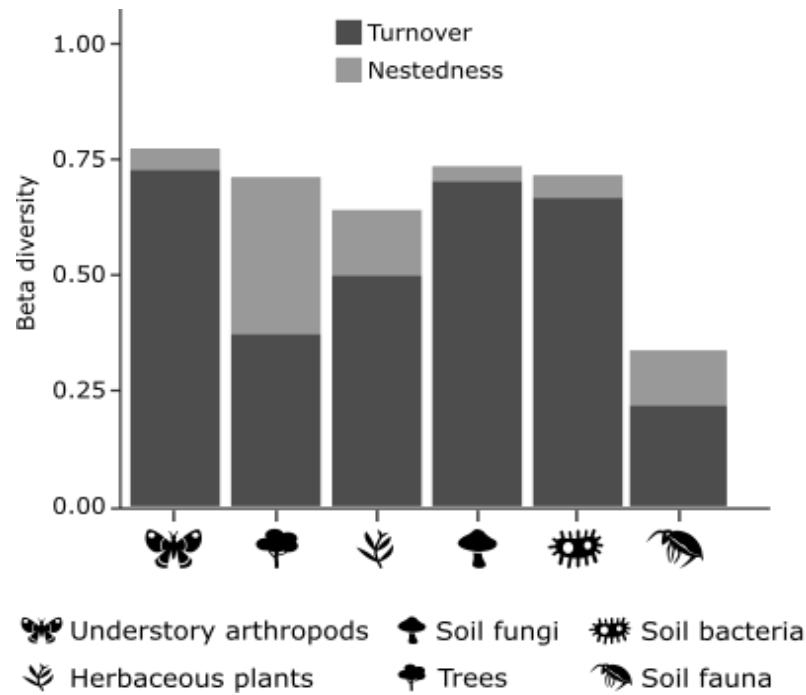 1.00
Turnover
Nestedness
0.75
Beta diversity
0.50
0.25
0.00
Understory arthropods Soil fungi Soil bacteria
Herbaceous plants Trees Soil fauna